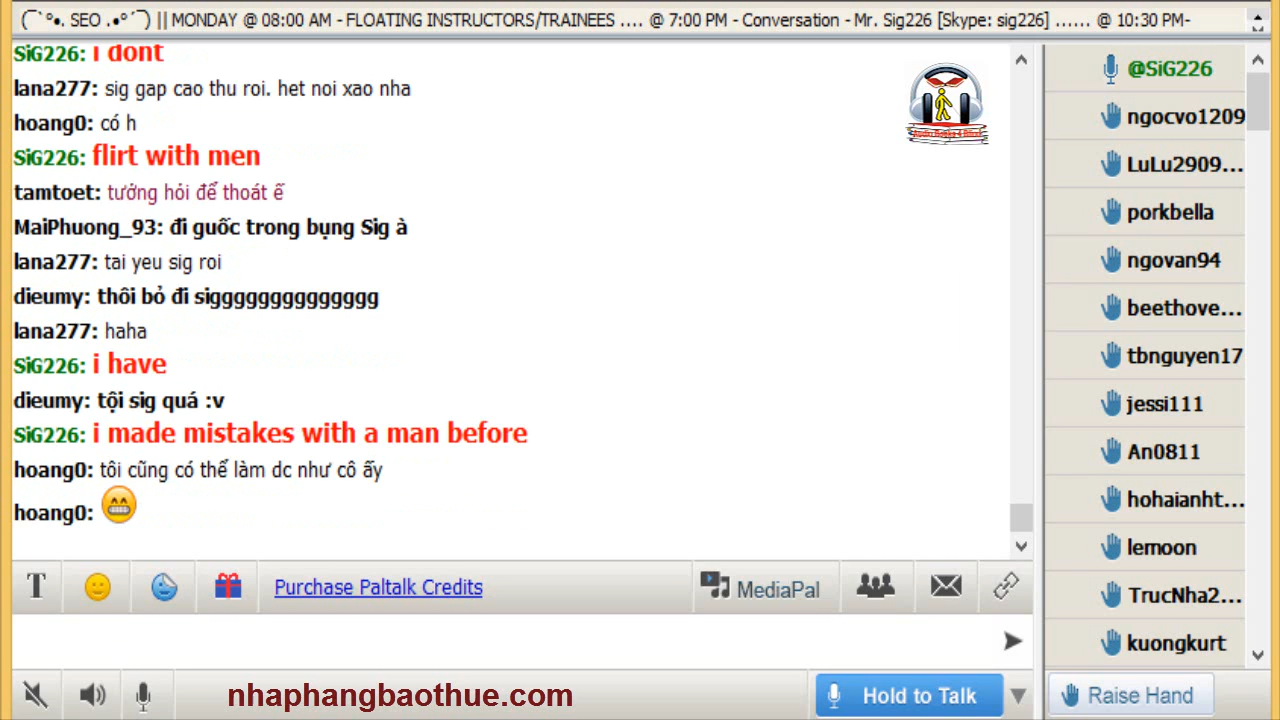 (¯`°•. SEO .•°´¯) || MONDAY @ 08:00 AM - FLOATING INSTRUCTORS/TRAINEES .... @ 7:00 PM - Conversation - Mr. Sig226 [Skype: sig226] ...... @ 10:30 PM-
SiG226: i dont
lana277: sig gap cao thu roi. het noi xao nha
hoang0: có h
SiG226: flirt with men
tamtoet: tưởng hỏi để thoát ế
MaiPhuong_93: đi guốc trong bụng Sig à
lana277: tai yeu sig roi
dieumy: thôi bỏ đi sigggggggggggggg
lana277: haha
SiG226: i have
dieumy: tội sig quá :v
SiG226: i made mistakes with a man before
hoang0: tôi cũng có thể làm dc như cô ấy
hoang0:
@SiG226
ngocvo1209
LuLu2909...
porkbella
ngovan94
beethove...
tbnguyen17
jessi111
An0811
hohaianht...
lemoon
TrucNha2...
kuongkurt
T
Purchase Paltalk Credits
MediaPal
nhaphangbaothue.com
Hold to Talk
Raise Hand